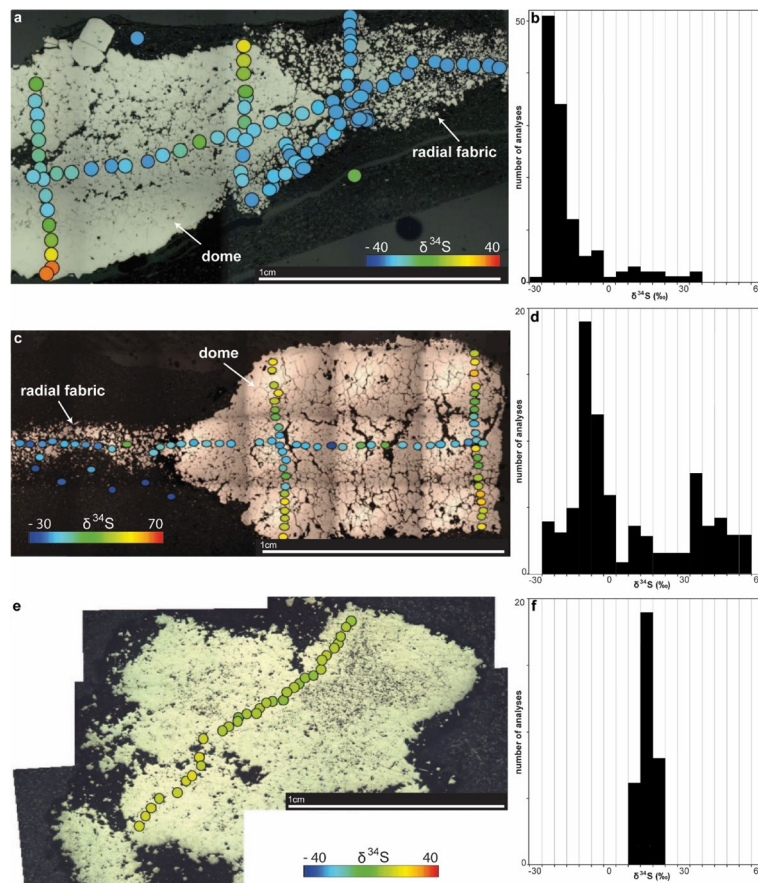 a
radial fabric
dome
-40 δ34S 40
1cm
b
50
number of analyses
0
-30 0 30 6
δ34S (‰)
c
dome
radial fabric
-30 δ34S 70
1cm
d
20
number of analyses
0
-30 0 30 6
δ34S (‰)
e
1cm
-40 δ34S 40
f
20
number of analyses
0
-30 0 30 6
δ34S (‰)